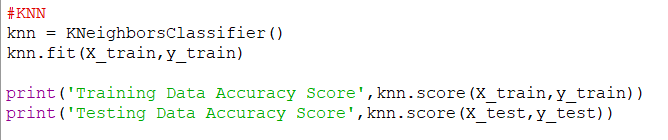 #KNN
knn = KNeighborsClassifier()
knn.fit(X_train,y_train)
print('Training Data Accuracy Score',knn.score(X_train,y_train))
print('Testing Data Accuracy Score',knn.score(X_test,y_test))